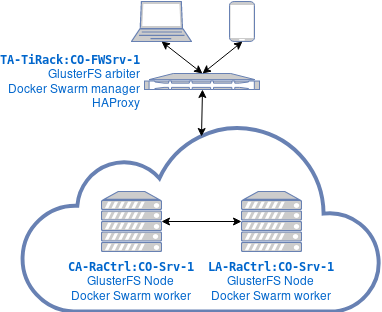 TA-TiRack:CO-FWSrv-1
GlusterFS arbiter
Docker Swarm manager
HAProxy
CA-RaCtrl:CO-Srv-1
GlusterFS Node
Docker Swarm worker
LA-RaCtrl:CO-Srv-1
GlusterFS Node
Docker Swarm worker